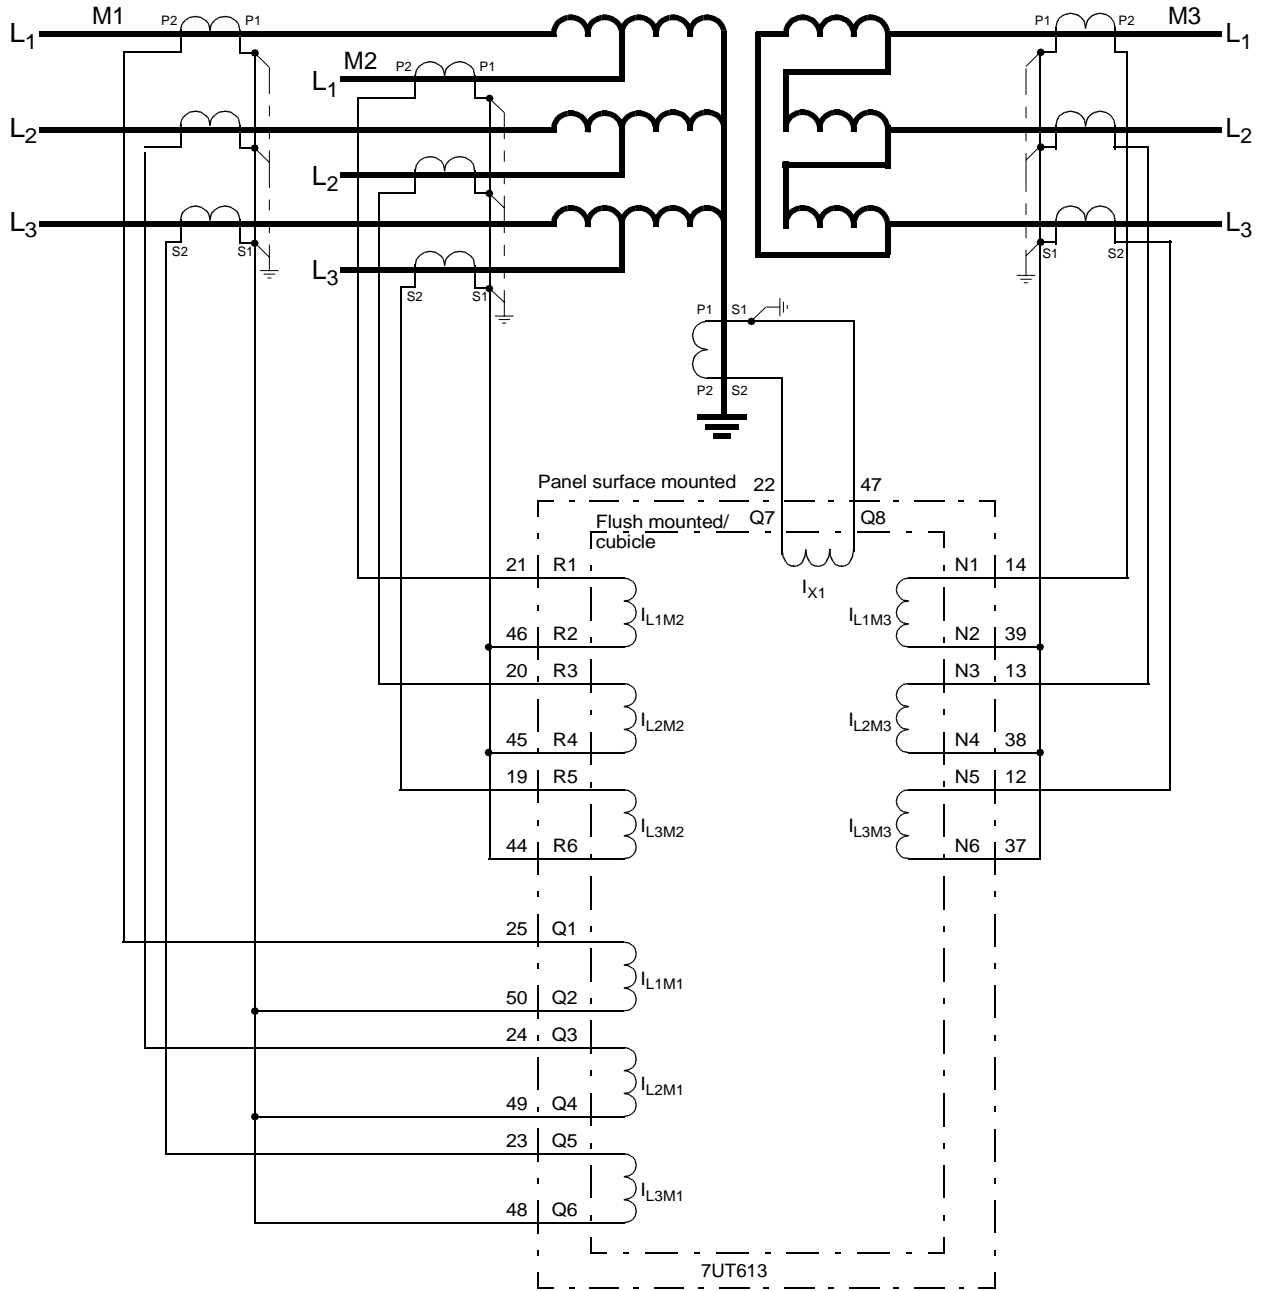 M1 P2 P1 P1 P2 M3
L1 L1
M2 P2 P1
L1
L2 L2
L2
L3 L3
S2 S1 S1 S2
L3
S2 S1
P1 S1
P2 S2
Panel surface mounted 22 47
Flush mounted/ Q7 Q8
cubicle
21 R1 N1 14
IX1
IL1M2 IL1M3
46 R2 N2 39
20 R3 N3 13
IL2M2 IL2M3
45 R4 N4 38
19 R5 N5 12
IL3M2 IL3M3
44 R6 N6 37
25 Q1
IL1M1
50 Q2
24 Q3
IL2M1
49 Q4
23 Q5
IL3M1
48 Q6
7UT613